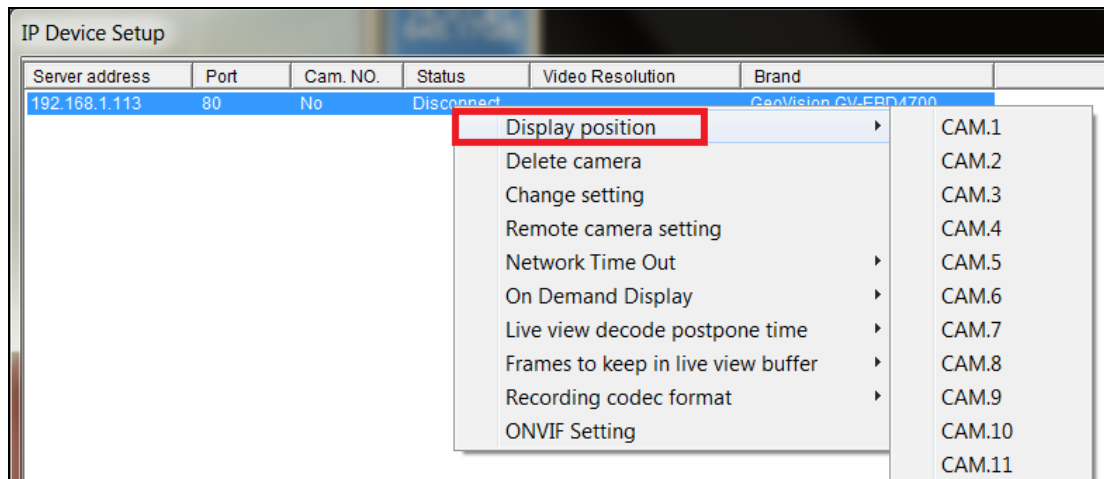 IP Device Setup
Server address Port Cam. NO. Status Video Resolution Brand
192.168.1.113 80 No Disconnect GeoVision GV-EBD4700
Display position
Delete camera
Change setting
Remote camera setting
Network Time Out
On Demand Display
Live view decode postpone time
Frames to keep in live view buffer
Recording codec format
ONVIF Setting
CAM.1
CAM.2
CAM.3
CAM.4
CAM.5
CAM.6
CAM.7
CAM.8
CAM.9
CAM.10
CAM.11